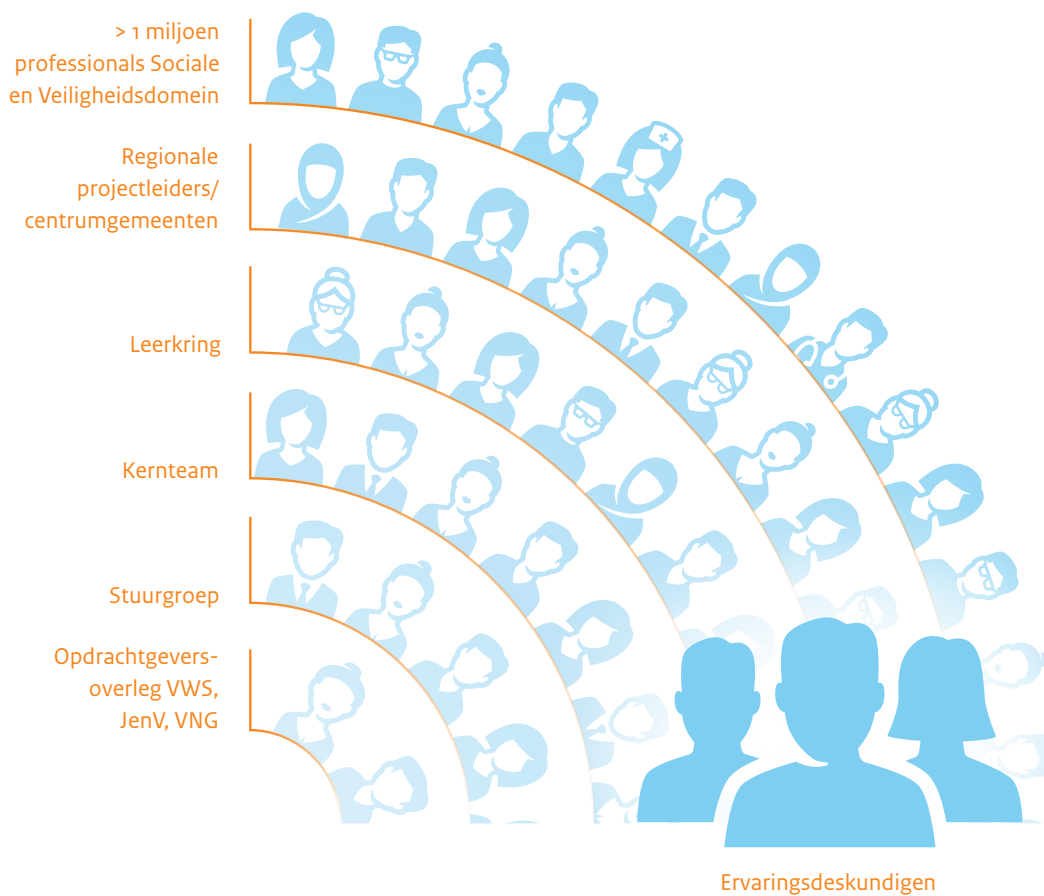 > 1 miljoen
professionals Sociale
en Veiligheidsdomein
Regionale
projectleiders/
centrumgemeenten
Leerkring
Kernteam
Stuurgroep
Opdrachtgevers-
overleg VWS,
JenV, VNG
Ervaringsdeskundigen